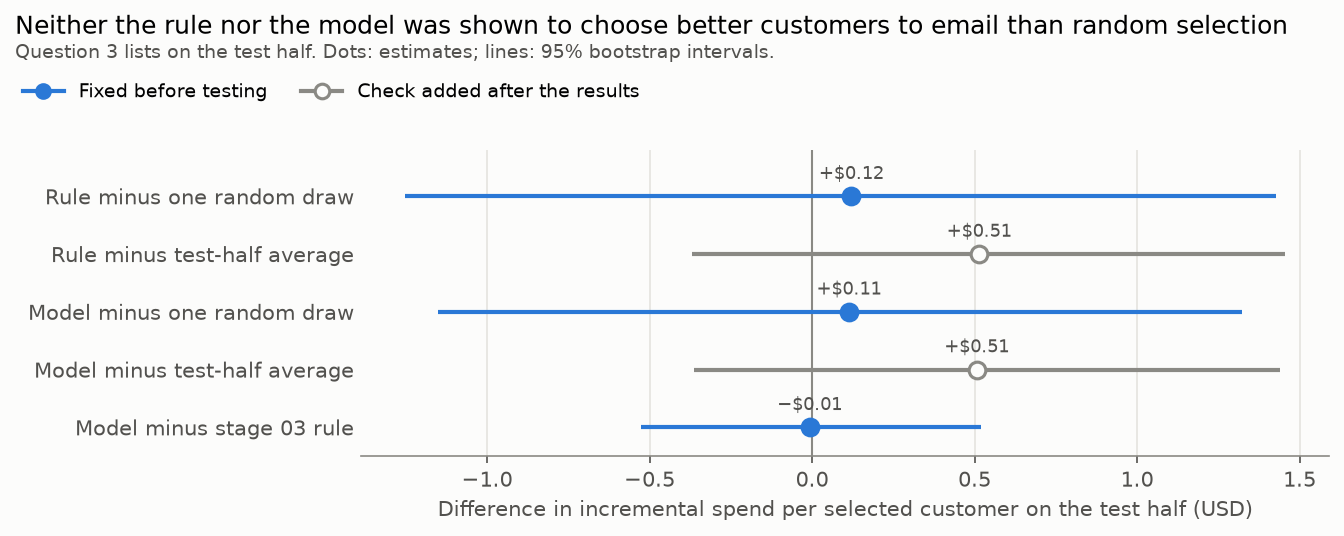 Neither the rule nor the model was shown to choose better customers to email than random selection
Question 3 lists on the test half. Dots: estimates; lines: 95% bootstrap intervals.
Fixed before testing
Check added after the results
Rule minus one random draw
+$0.12
Rule minus test-half average
+$0.51
Model minus one random draw
+$0.11
Model minus test-half average
+$0.51
Model minus stage 03 rule
−$0.01
−1.0 −0.5 0.0 0.5 1.0 1.5
Difference in incremental spend per selected customer on the test half (USD)